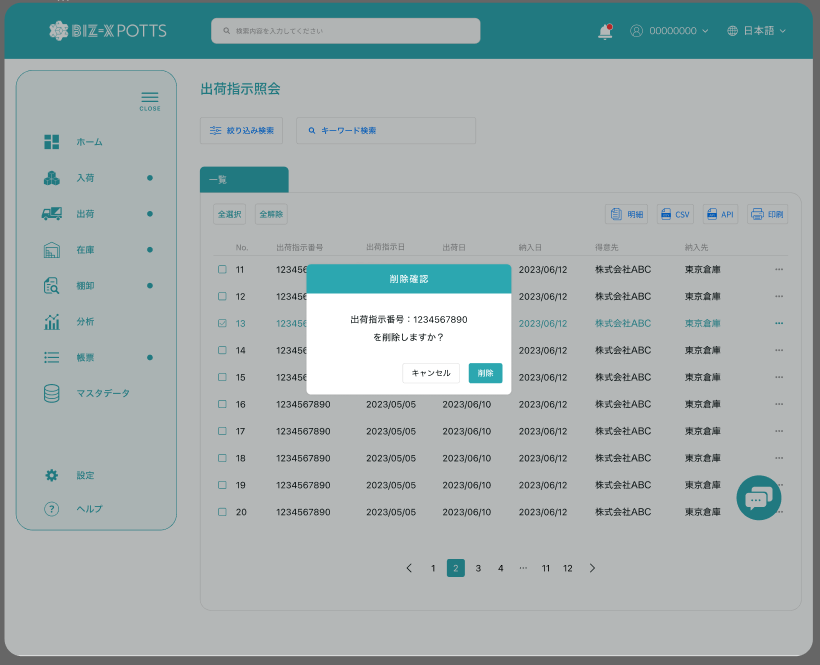 BIZ-X POTTS
検索内容を入力してください
00000000
日本語
CLOSE
ホーム
入荷
出荷
在庫
棚卸
分析
帳票
マスタデータ
設定
ヘルプ
出荷指示照会
絞り込み検索
キーワード検索
一覧
全選択 全解除 明細 CSV API 印刷
No. 出荷指示番号 出荷指示日 出荷日 納入日 得意先 納入先
11 123456 2023/06/12 株式会社ABC 東京倉庫 …
12 123456 2023/06/12 株式会社ABC 東京倉庫 …
13 123456 2023/06/12 株式会社ABC 東京倉庫 …
14 123456 2023/06/12 株式会社ABC 東京倉庫 …
15 123456 2023/06/12 株式会社ABC 東京倉庫 …
16 1234567890 2023/05/05 2023/06/10 2023/06/12 株式会社ABC 東京倉庫 …
17 1234567890 2023/05/05 2023/06/10 2023/06/12 株式会社ABC 東京倉庫 …
18 1234567890 2023/05/05 2023/06/10 2023/06/12 株式会社ABC 東京倉庫 …
19 1234567890 2023/05/05 2023/06/10 2023/06/12 株式会社ABC 東京倉庫 …
20 1234567890 2023/05/05 2023/06/10 2023/06/12 株式会社ABC 東京倉庫 …
削除確認
出荷指示番号：1234567890
を削除しますか？
キャンセル 削除
1 2 3 4 … 11 12